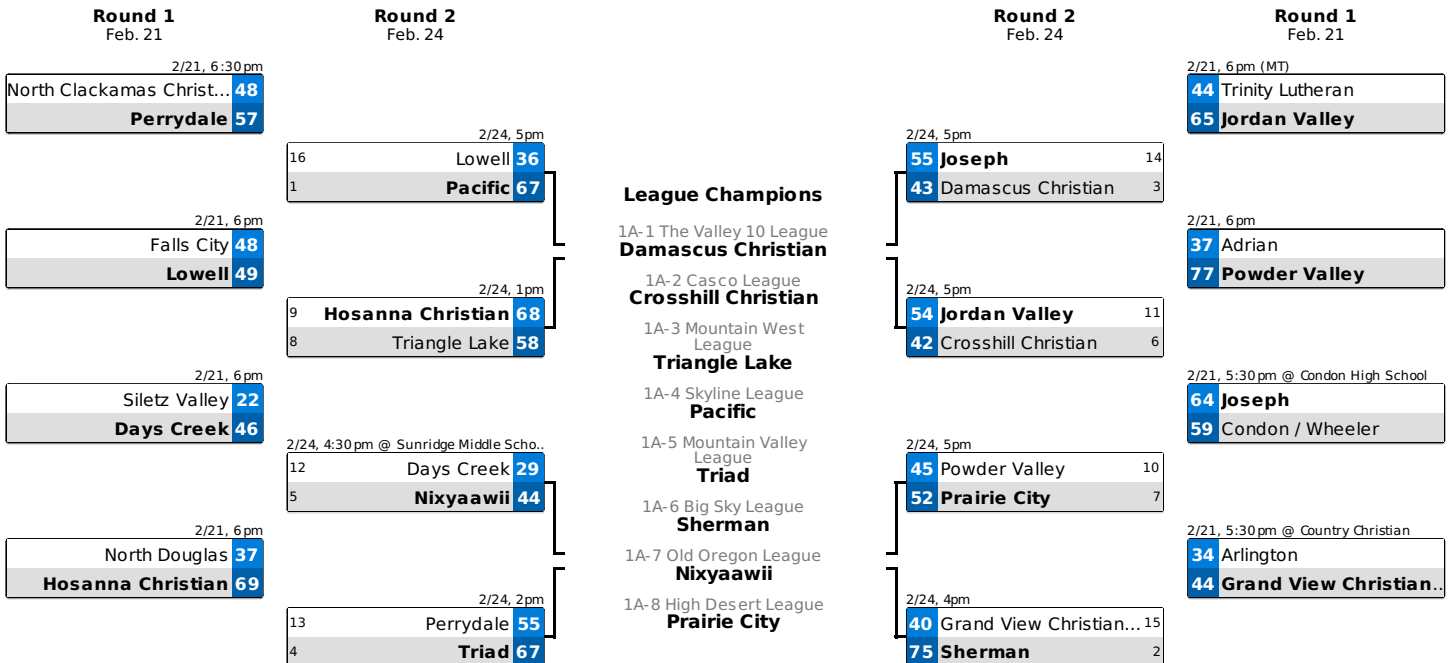 Round 1
Feb. 21
2/21, 6:30pm
North Clackamas Christ... 48
Perrydale 57
2/21, 6pm
Falls City 48
Lowell 49
2/21, 6pm
Siletz Valley 22
Days Creek 46
2/21, 6pm
North Douglas 37
Hosanna Christian 69
Round 2
Feb. 24
2/24, 5pm
16 Lowell 36
1 Pacific 67
2/24, 1pm
9 Hosanna Christian 68
8 Triangle Lake 58
2/24, 4:30pm @ Sunridge Middle Scho..
12 Days Creek 29
5 Nixyaawii 44
2/24, 2pm
13 Perrydale 55
4 Triad 67
League Champions
1A-1 The Valley 10 League
Damascus Christian
1A-2 Casco League
Crosshill Christian
1A-3 Mountain West
League
Triangle Lake
1A-4 Skyline League
Pacific
1A-5 Mountain Valley
League
Triad
1A-6 Big Sky League
Sherman
1A-7 Old Oregon League
Nixyaawii
1A-8 High Desert League
Prairie City
Round 2
Feb. 24
2/24, 5pm
55 Joseph 14
43 Damascus Christian 3
2/24, 5pm
54 Jordan Valley 11
42 Crosshill Christian 6
2/24, 5pm
45 Powder Valley 10
52 Prairie City 7
2/24, 4pm
40 Grand View Christian... 15
75 Sherman 2
Round 1
Feb. 21
2/21, 6pm (MT)
44 Trinity Lutheran
65 Jordan Valley
2/21, 6pm
37 Adrian
77 Powder Valley
2/21, 5:30pm @ Condon High School
64 Joseph
59 Condon / Wheeler
2/21, 5:30pm @ Country Christian
34 Arlington
44 Grand View Christian..